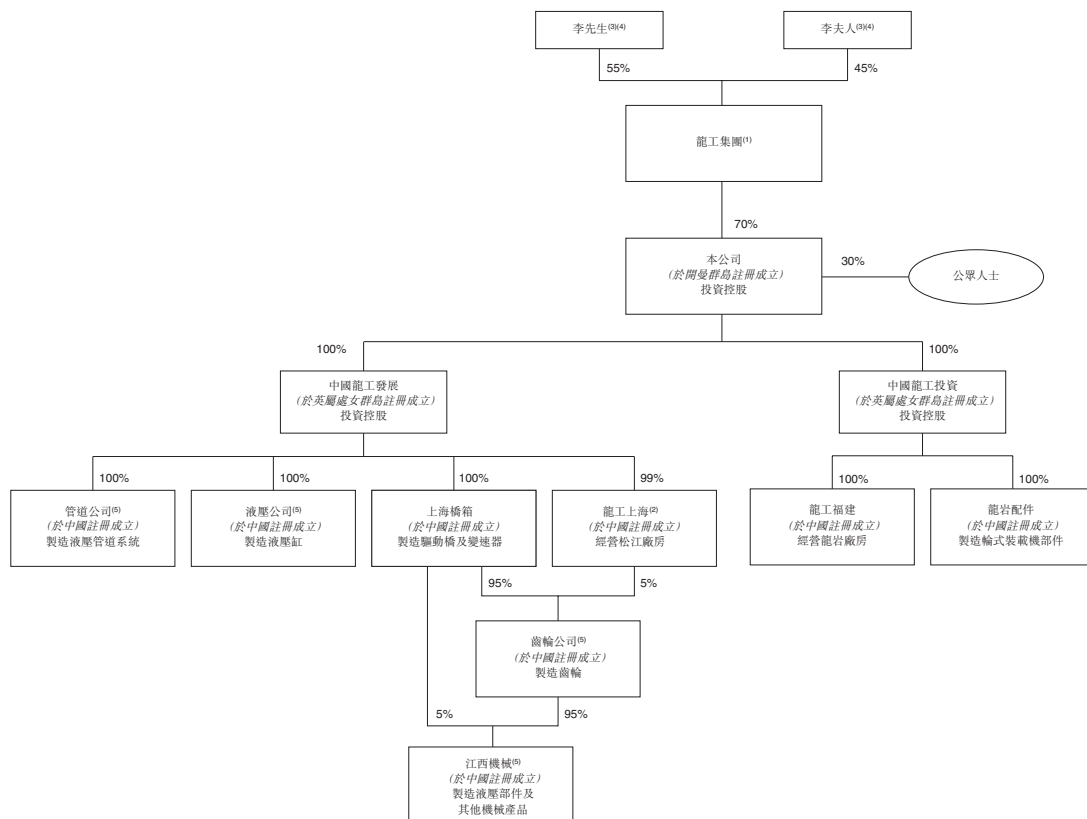 李先生(3)(4)
李夫人(3)(4)
55%
45%
龍工集團(1)
70%
本公司
(於開曼群島註冊成立)
投資控股
30%
公眾人士
100%
100%
中國龍工發展
(於英屬處女群島註冊成立)
投資控股
中國龍工投資
(於英屬處女群島註冊成立)
投資控股
100%
100%
100%
99%
100%
100%
管道公司(5)
(於中國註冊成立)
製造液壓管道系統
液壓公司(5)
(於中國註冊成立)
製造液壓缸
上海橋箱
(於中國註冊成立)
製造驅動橋及變速器
龍工上海(2)
(於中國註冊成立)
經營松江廠房
龍工福建
(於中國註冊成立)
經營龍岩廠房
龍岩配件
(於中國註冊成立)
製造輪式裝載機部件
95%
5%
齒輪公司(5)
(於中國註冊成立)
製造齒輪
5%
95%
江西機械(5)
(於中國註冊成立)
製造液壓部件及
其他機械產品